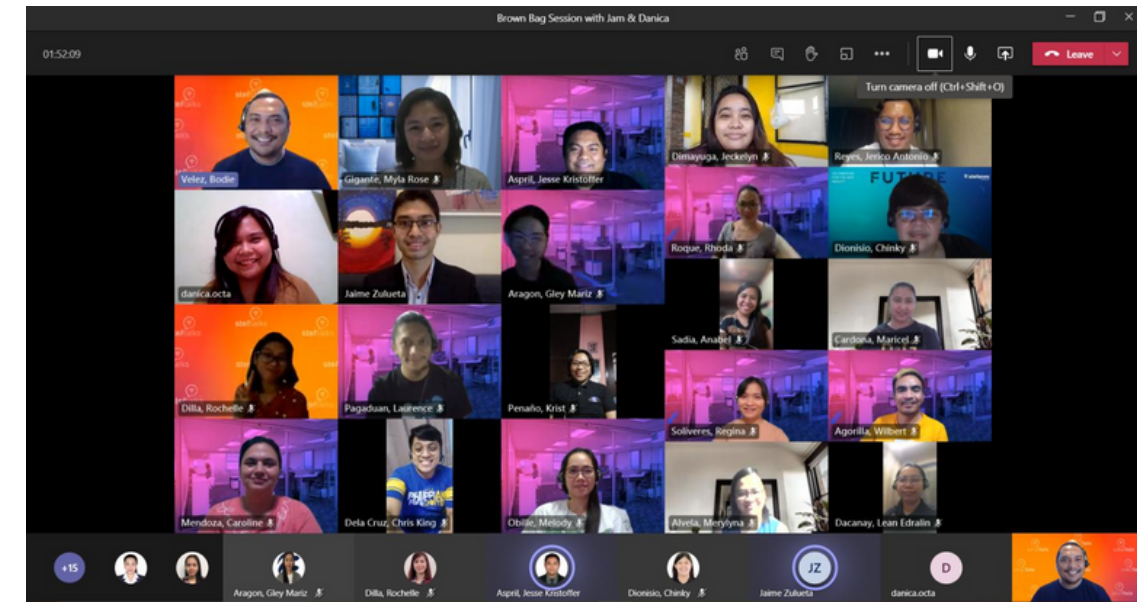 Brown Bag Session with Jam & Danica
01:52:09
Leave
Turn camera off (Ctrl+Shift+O)
Velez, Bodie
Gigante, Myla Rose
Aspril, Jesse Kristoffer
Dimayuga, Jeckelyn
Reyes, Jerico Antonio
FUTURE
Roque, Rhoda
Dionisio, Chinky
danica.octa
Jaime Zulueta
Aragon, Gley Mariz
Sadia, Anabel
Cardona, Maricel
Dilla, Rochelle
Pagaduan, Laurence
Penaño, Krist
Soliveres, Regina
Agorilla, Wilbert
Mendoza, Caroline
Dela Cruz, Chris King
Obille, Melody
Alvela, Merylyna
Dacanay, Lean Edralin
+15
JZ
D
Aragon, Gley Mariz
Dilla, Rochelle
Aspril, Jesse Kristoffer
Dionisio, Chinky
Jaime Zulueta
danica.octa